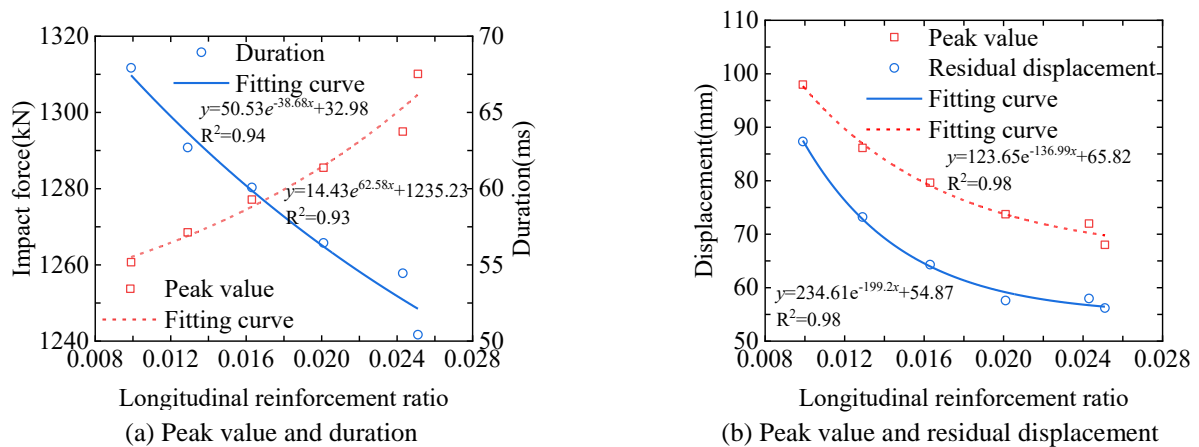 1320
1300
1280
1260
1240
Impact force(kN)
70
65
60
55
50
Duration(ms)
Duration
Fitting curve
y=50.53e^-38.68x+32.98
R²=0.94
y=14.43e^62.58x+1235.23
R²=0.93
Peak value
Fitting curve
0.008 0.012 0.016 0.020 0.024 0.028
Longitudinal reinforcement ratio
(a) Peak value and duration
110
100
90
80
70
60
50
Displacement(mm)
Peak value
Residual displacement
Fitting curve
Fitting curve
y=123.65e^-136.99x+65.82
R²=0.98
y=234.61e^-199.2x+54.87
R²=0.98
0.008 0.012 0.016 0.020 0.024 0.028
Longitudinal reinforcement ratio
(b) Peak value and residual displacement